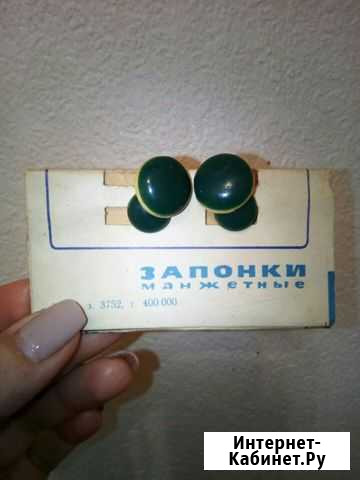 ЗАПОНКИ
МАНЖЕТНЫЕ
з. 3752, т. 400 000
Интернет-
Кабинет.Ру